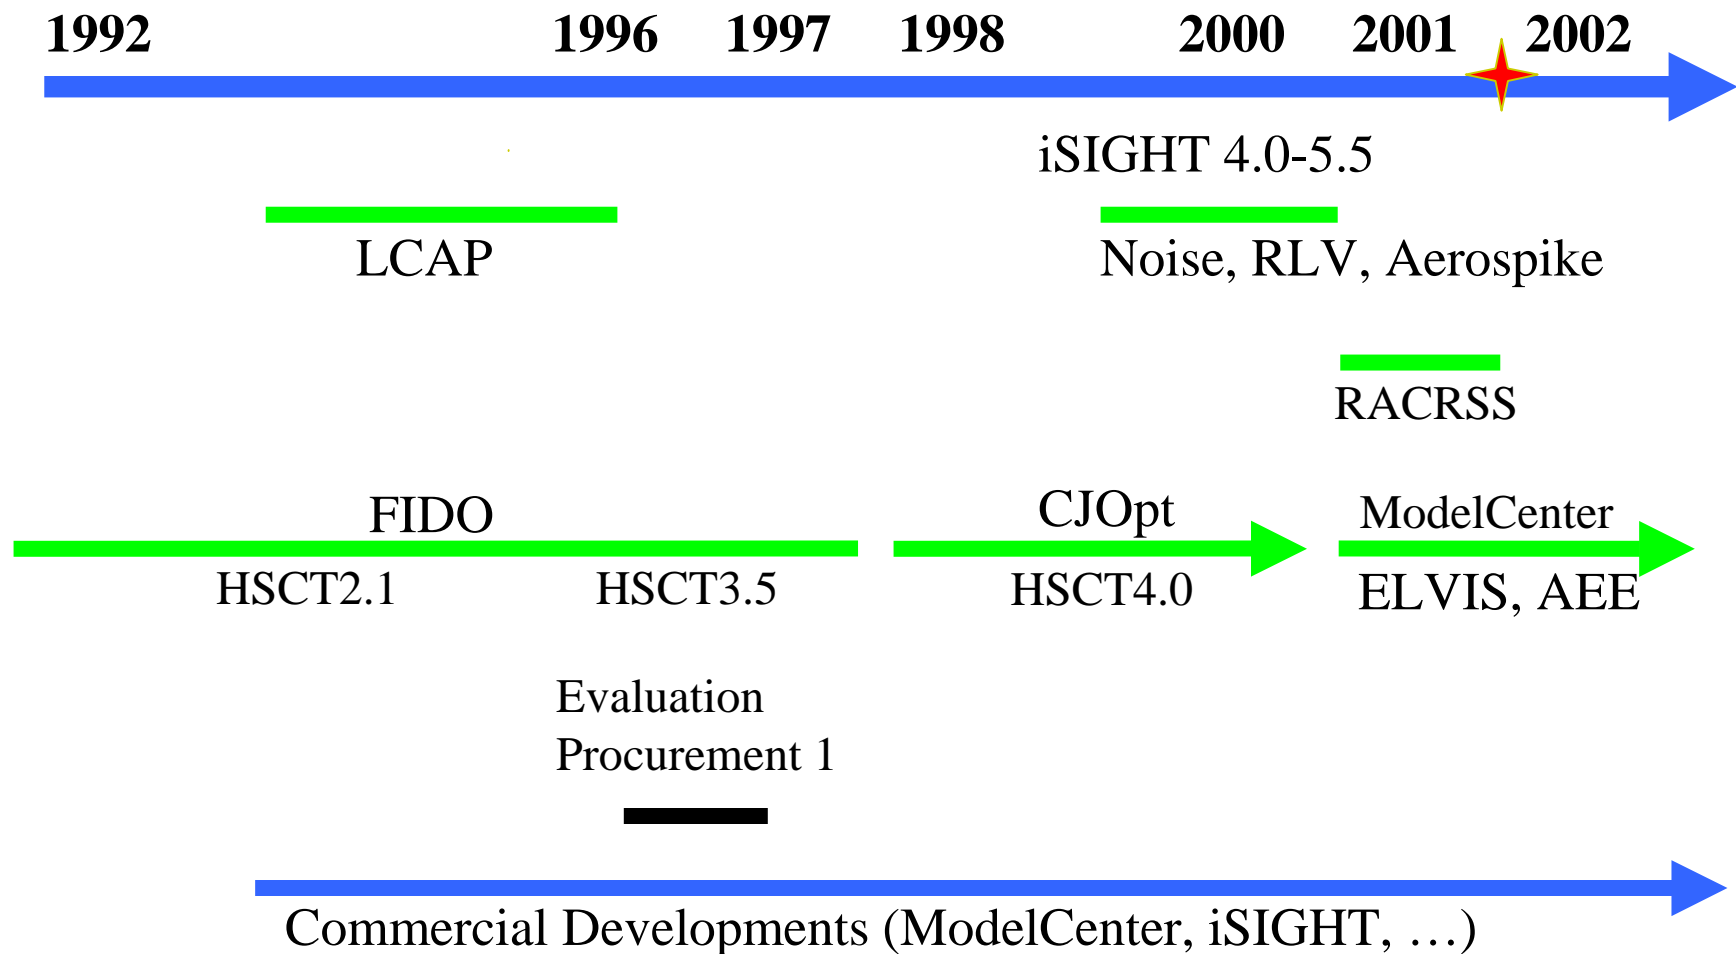 1992 1996 1997 1998 2000 2001 2002
iSIGHT 4.0-5.5
LCAP
Noise, RLV, Aerospike
RACRSS
FIDO
CJOpt
ModelCenter
HSCT2.1
HSCT3.5
HSCT4.0
ELVIS, AEE
Evaluation
Procurement 1
Commercial Developments (ModelCenter, iSIGHT, …)